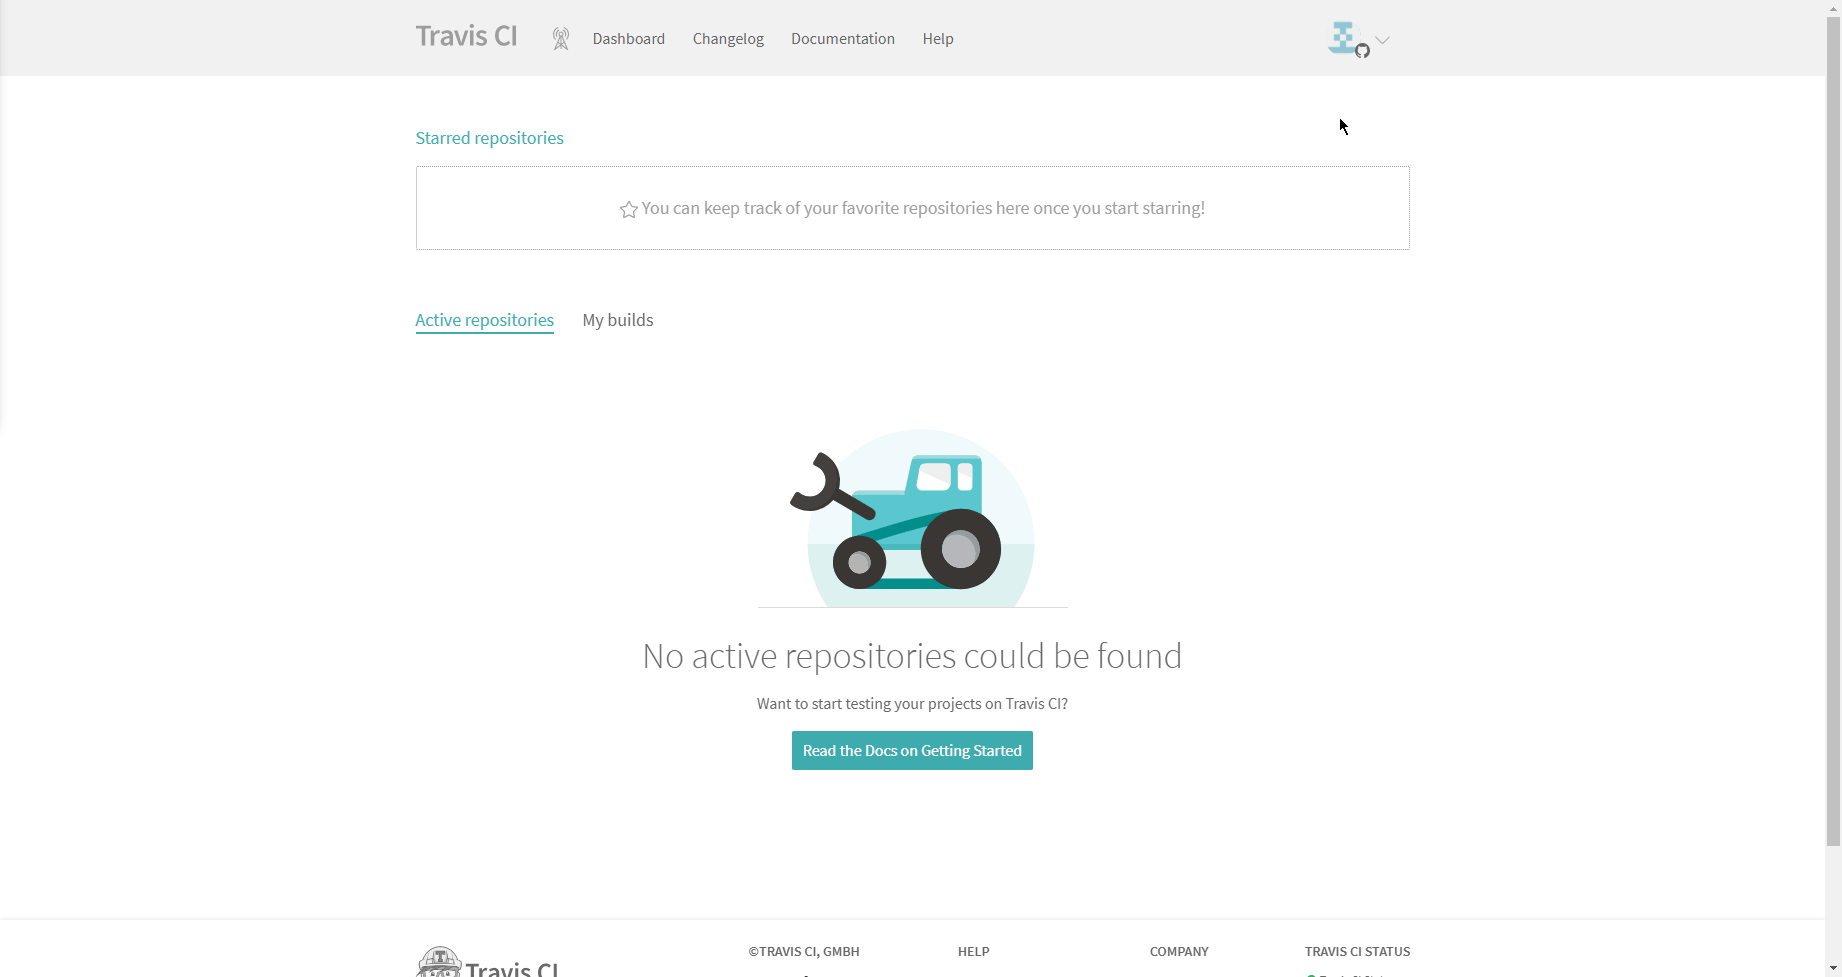 Travis CI
Dashboard
Changelog
Documentation
Help
Starred repositories
You can keep track of your favorite repositories here once you start starring!
Active repositories
My builds
No active repositories could be found
Want to start testing your projects on Travis CI?
Read the Docs on Getting Started
Travis CI
©TRAVIS CI, GMBH
HELP
COMPANY
TRAVIS CI STATUS